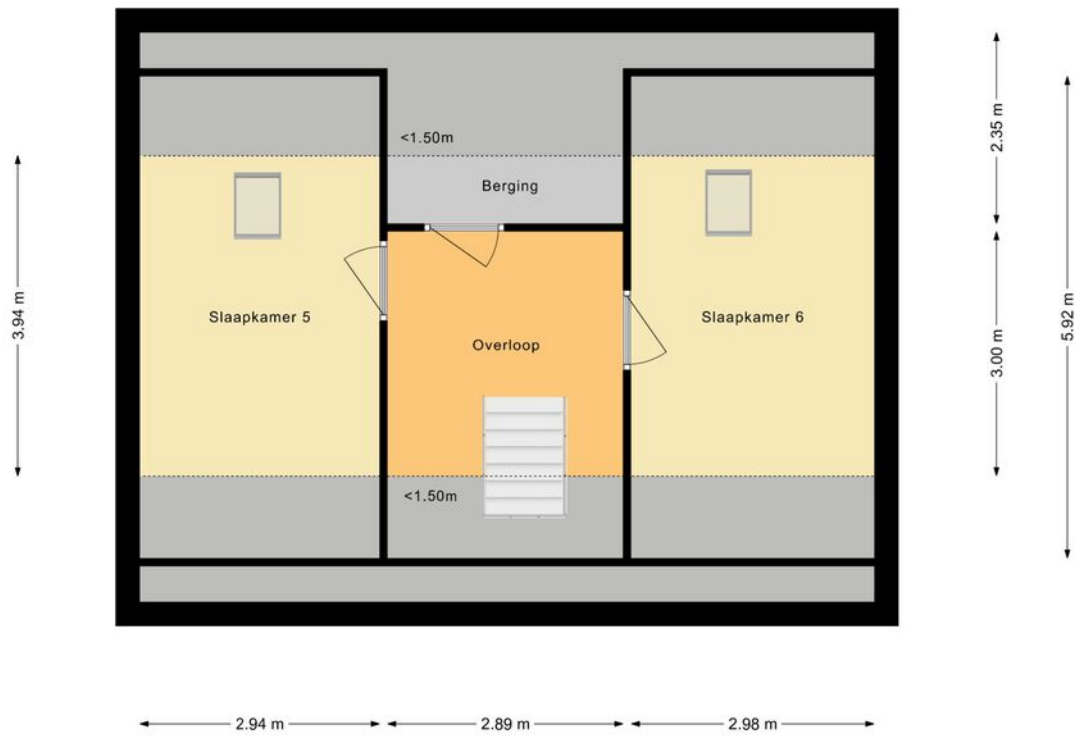 <1.50m
Berging
Slaapkamer 5
Slaapkamer 6
Overloop
<1.50m
3.94 m
2.35 m
3.00 m
5.92 m
2.94 m
2.89 m
2.98 m